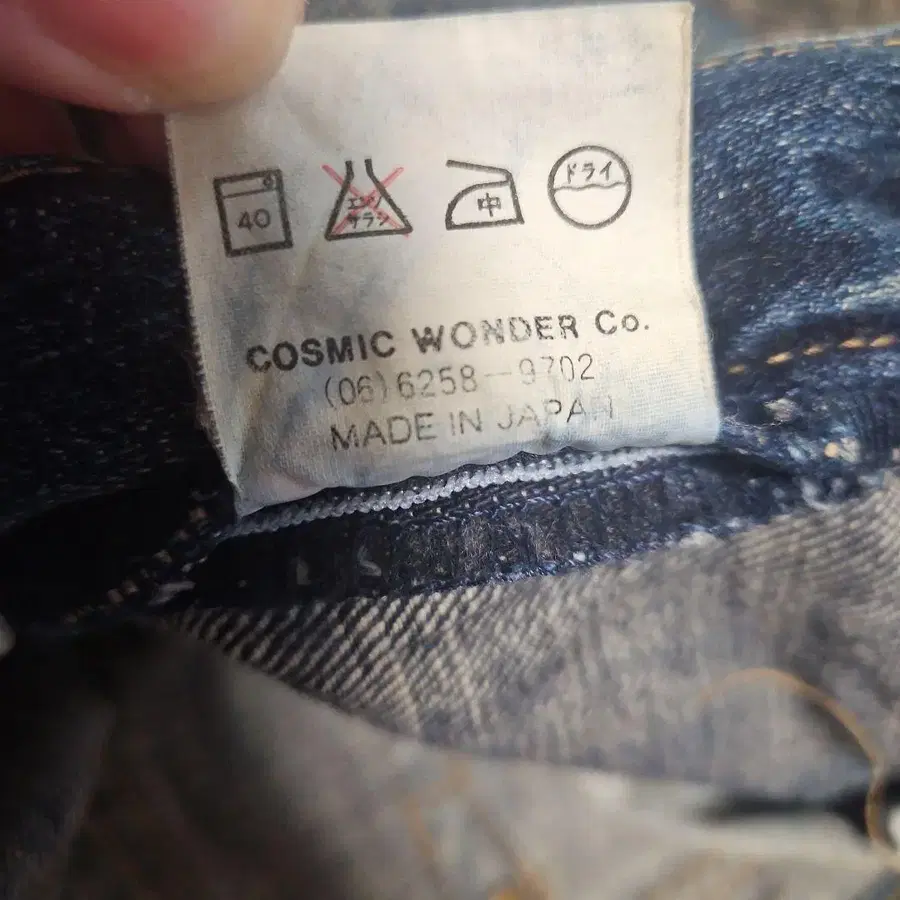 40
エンソ
サラシ
中
ドライ
COSMIC WONDER Co.
(06)6258-9702
MADE IN JAPAN